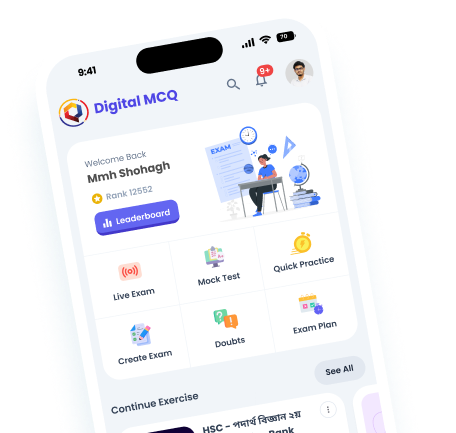 9:41
70
Digital MCQ
9+
Welcome Back
Mmh Shohagh
Rank 12552
Leaderboard
EXAM
Live Exam
Mock Test
Quick Practice
Create Exam
Doubts
Exam Plan
See All
Continue Exercise
HSC - পদার্থ বিজ্ঞান ২য়
Bank